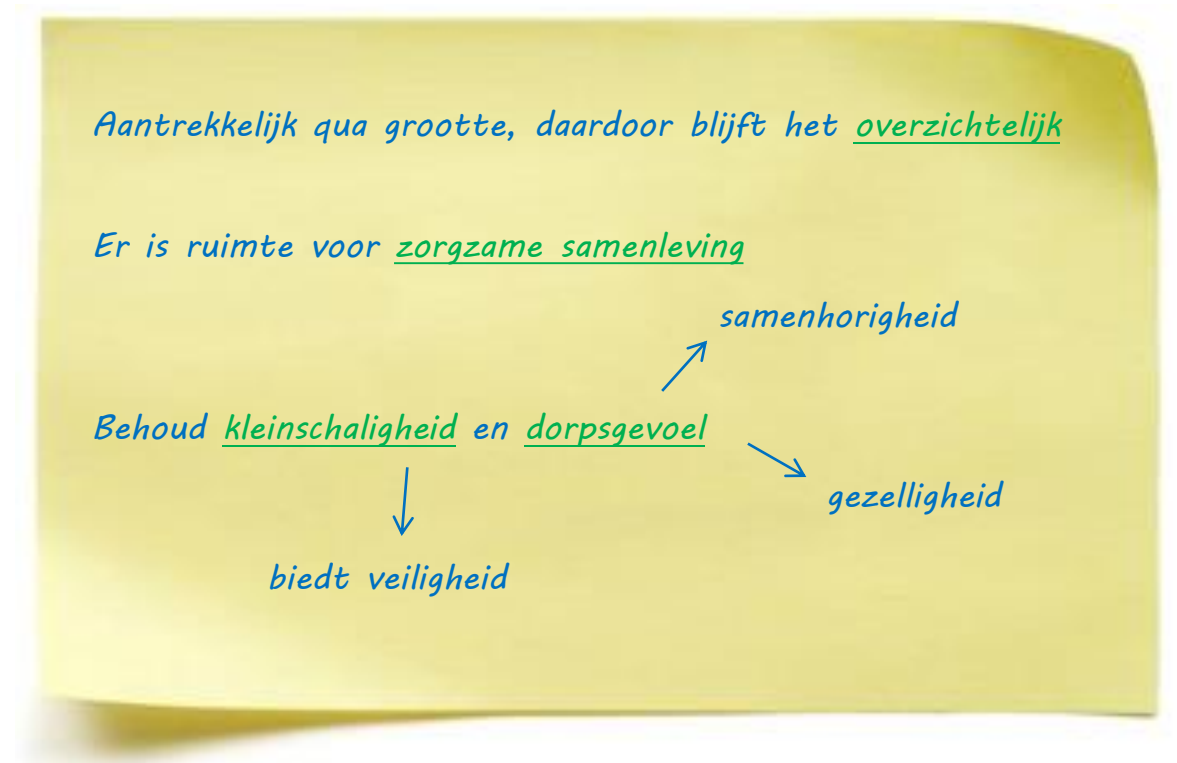 Aantrekkelijk qua grootte, daardoor blijft het overzichtelijk
Er is ruimte voor zorgzame samenleving
samenhorigheid
Behoud kleinschaligheid en dorpsgevoel
gezelligheid
biedt veiligheid